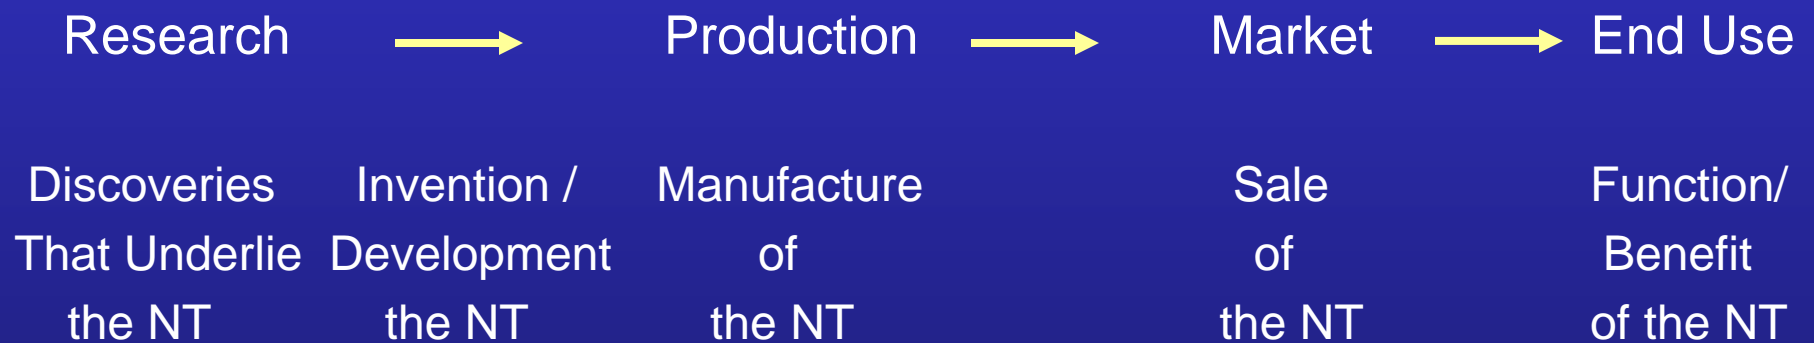 Research Production Market End Use
Discoveries Invention / Manufacture Sale Function/
That Underlie Development of of Benefit
the NT the NT the NT the NT of the NT